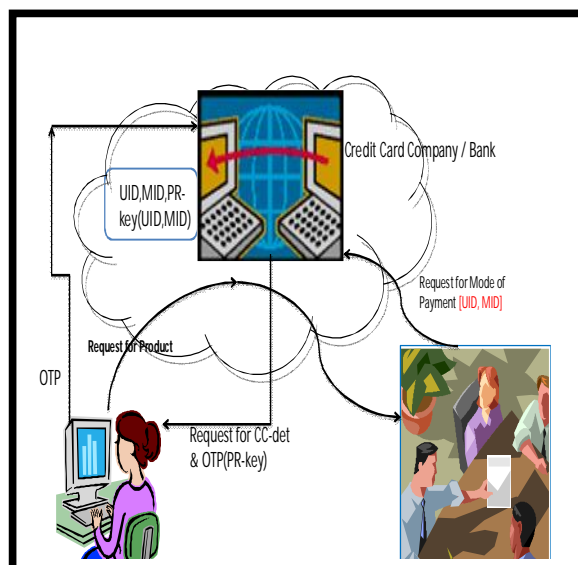 Credit Card Company / Bank
UID,MID,PR-
key(UID,MID)
Request for Mode of
Payment [UID, MID]
Request for Product
OTP
Request for CC-det
& OTP(PR-key)